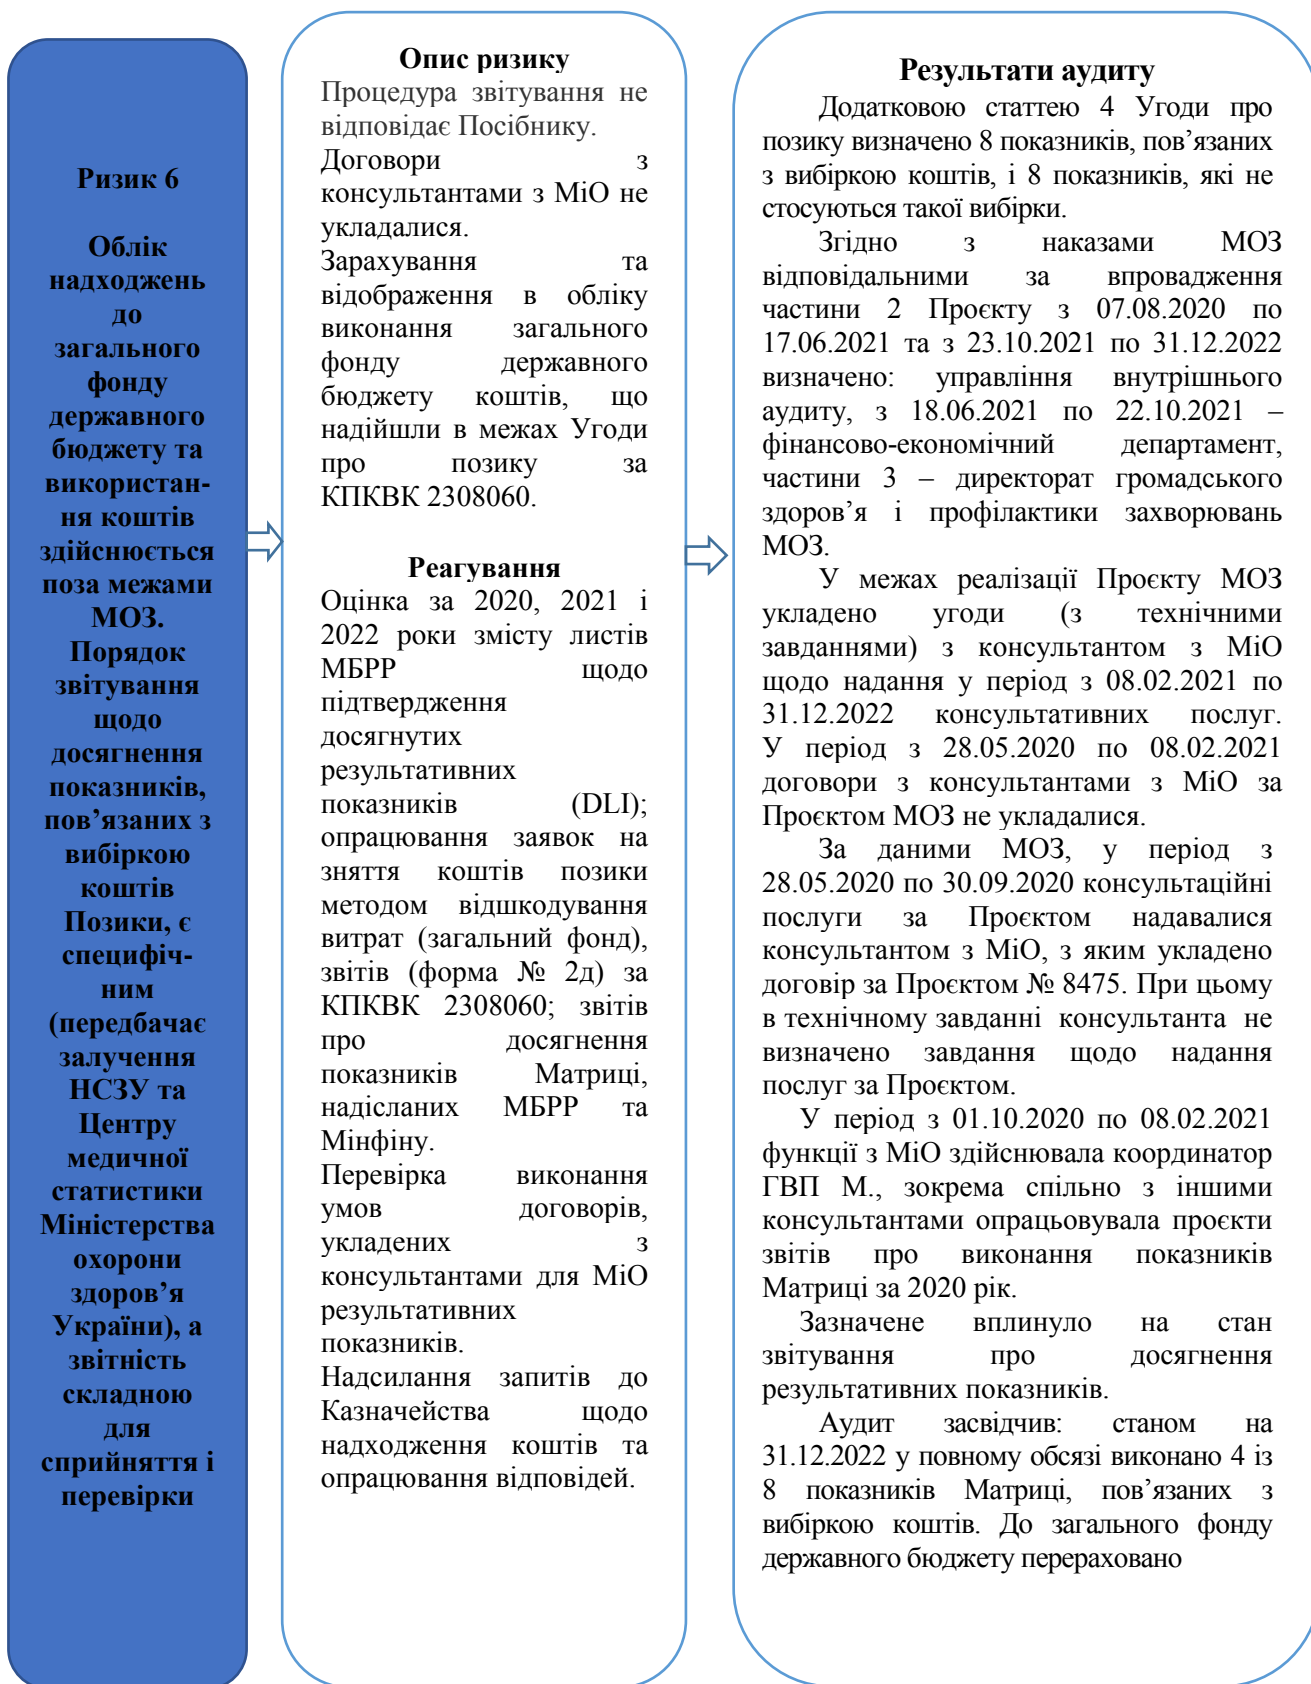 Ризик 6
Облік
надходжень
до
загального
фонду
державного
бюджету та
використан-
ня коштів
здійснюється
поза межами
МОЗ.
Порядок
звітування
щодо
досягнення
показників,
пов’язаних з
вибіркою
коштів
Позики, є
специфіч-
ним
(передбачає
залучення
НСЗУ та
Центру
медичної
статистики
Міністерства
охорони
здоров’я
України), а
звітність
складною
для
сприйняття і
перевірки
Опис ризику
Процедура звітування не
відповідає Посібнику.
Договори з
консультантами з МіО не
укладалися.
Зарахування та
відображення в обліку
виконання загального
фонду державного
бюджету коштів, що
надійшли в межах Угоди
про позику за
КПКВК 2308060.
Реагування
Оцінка за 2020, 2021 і
2022 роки змісту листів
МБРР щодо
підтвердження
досягнутих
результативних
показників (DLI);
опрацювання заявок на
зняття коштів позики
методом відшкодування
витрат (загальний фонд),
звітів (форма № 2д) за
КПКВК 2308060; звітів
про досягнення
показників Матриці,
надісланих МБРР та
Мінфіну.
Перевірка виконання
умов договорів,
укладених з
консультантами для МіО
результативних
показників.
Надсилання запитів до
Казначейства щодо
надходження коштів та
опрацювання відповідей.
Результати аудиту
Додатковою статтею 4 Угоди про
позику визначено 8 показників, пов’язаних
з вибіркою коштів, і 8 показників, які не
стосуються такої вибірки.
Згідно з наказами МОЗ
відповідальними за впровадження
частини 2 Проєкту з 07.08.2020 по
17.06.2021 та з 23.10.2021 по 31.12.2022
визначено: управління внутрішнього
аудиту, з 18.06.2021 по 22.10.2021 –
фінансово-економічний департамент,
частини 3 – директорат громадського
здоров’я і профілактики захворювань
МОЗ.
У межах реалізації Проєкту МОЗ
укладено угоди (з технічними
завданнями) з консультантом з МіО
щодо надання у період з 08.02.2021 по
31.12.2022 консультативних послуг.
У період з 28.05.2020 по 08.02.2021
договори з консультантами з МіО за
Проєктом МОЗ не укладалися.
За даними МОЗ, у період з
28.05.2020 по 30.09.2020 консультаційні
послуги за Проєктом надавалися
консультантом з МіО, з яким укладено
договір за Проєктом № 8475. При цьому
в технічному завданні консультанта не
визначено завдання щодо надання
послуг за Проєктом.
У період з 01.10.2020 по 08.02.2021
функції з МіО здійснювала координатор
ГВП М., зокрема спільно з іншими
консультантами опрацьовувала проєкти
звітів про виконання показників
Матриці за 2020 рік.
Зазначене вплинуло на стан
звітування про досягнення
результативних показників.
Аудит засвідчив: станом на
31.12.2022 у повному обсязі виконано 4 із
8 показників Матриці, пов’язаних з
вибіркою коштів. До загального фонду
державного бюджету перераховано